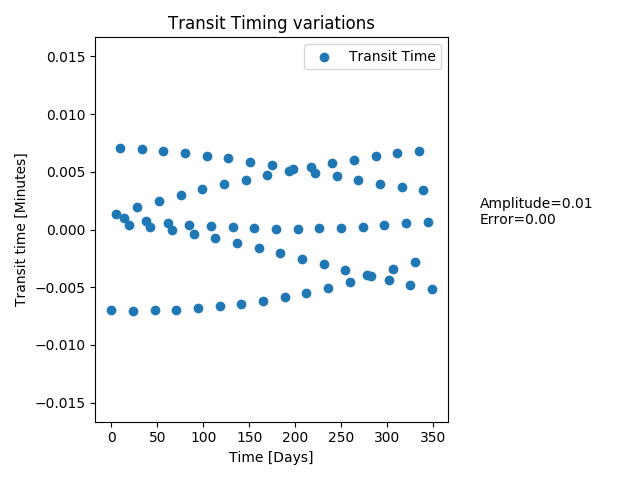 Transit Timing variations
Transit Time
0.015
0.010
0.005
0.000
−0.005
−0.010
−0.015
Transit time [Minutes]
0 50 100 150 200 250 300 350
Time [Days]
Amplitude=0.01
Error=0.00